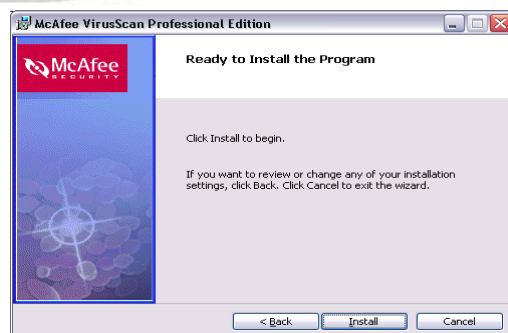 McAfee VirusScan Professional Edition
McAfee
SECURITY
Ready to Install the Program
Click Install to begin.
If you want to review or change any of your installation
settings, click Back. Click Cancel to exit the wizard.
< Back
Install
Cancel